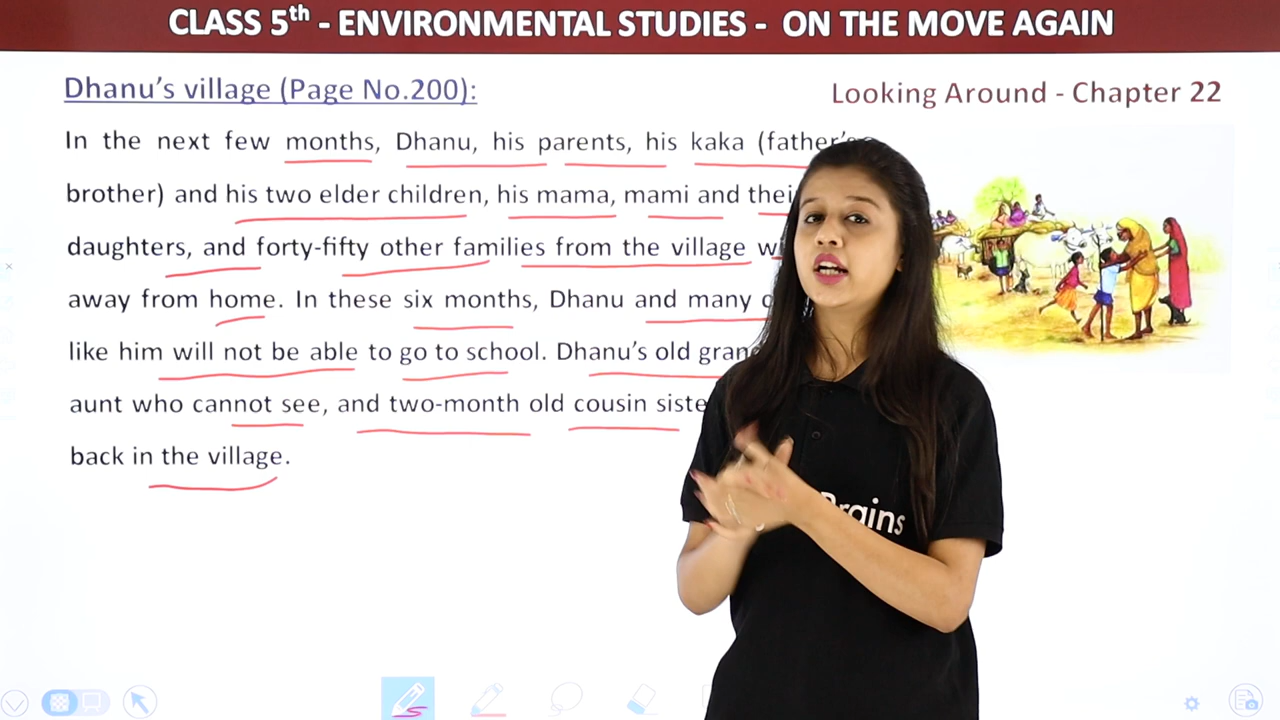 CLASS 5th - ENVIRONMENTAL STUDIES - ON THE MOVE AGAIN
Dhanu's village (Page No.200):
Looking Around - Chapter 22
In the next few months, Dhanu, his parents, his kaka (father's
brother) and his two elder children, his mama, mami and
daughters, and forty-fifty other families from the village
away from home. In these six months, Dhanu and many
like him will not be able to go to school. Dhanu's old
aunt who cannot see, and two-month old cousin
back in the village.